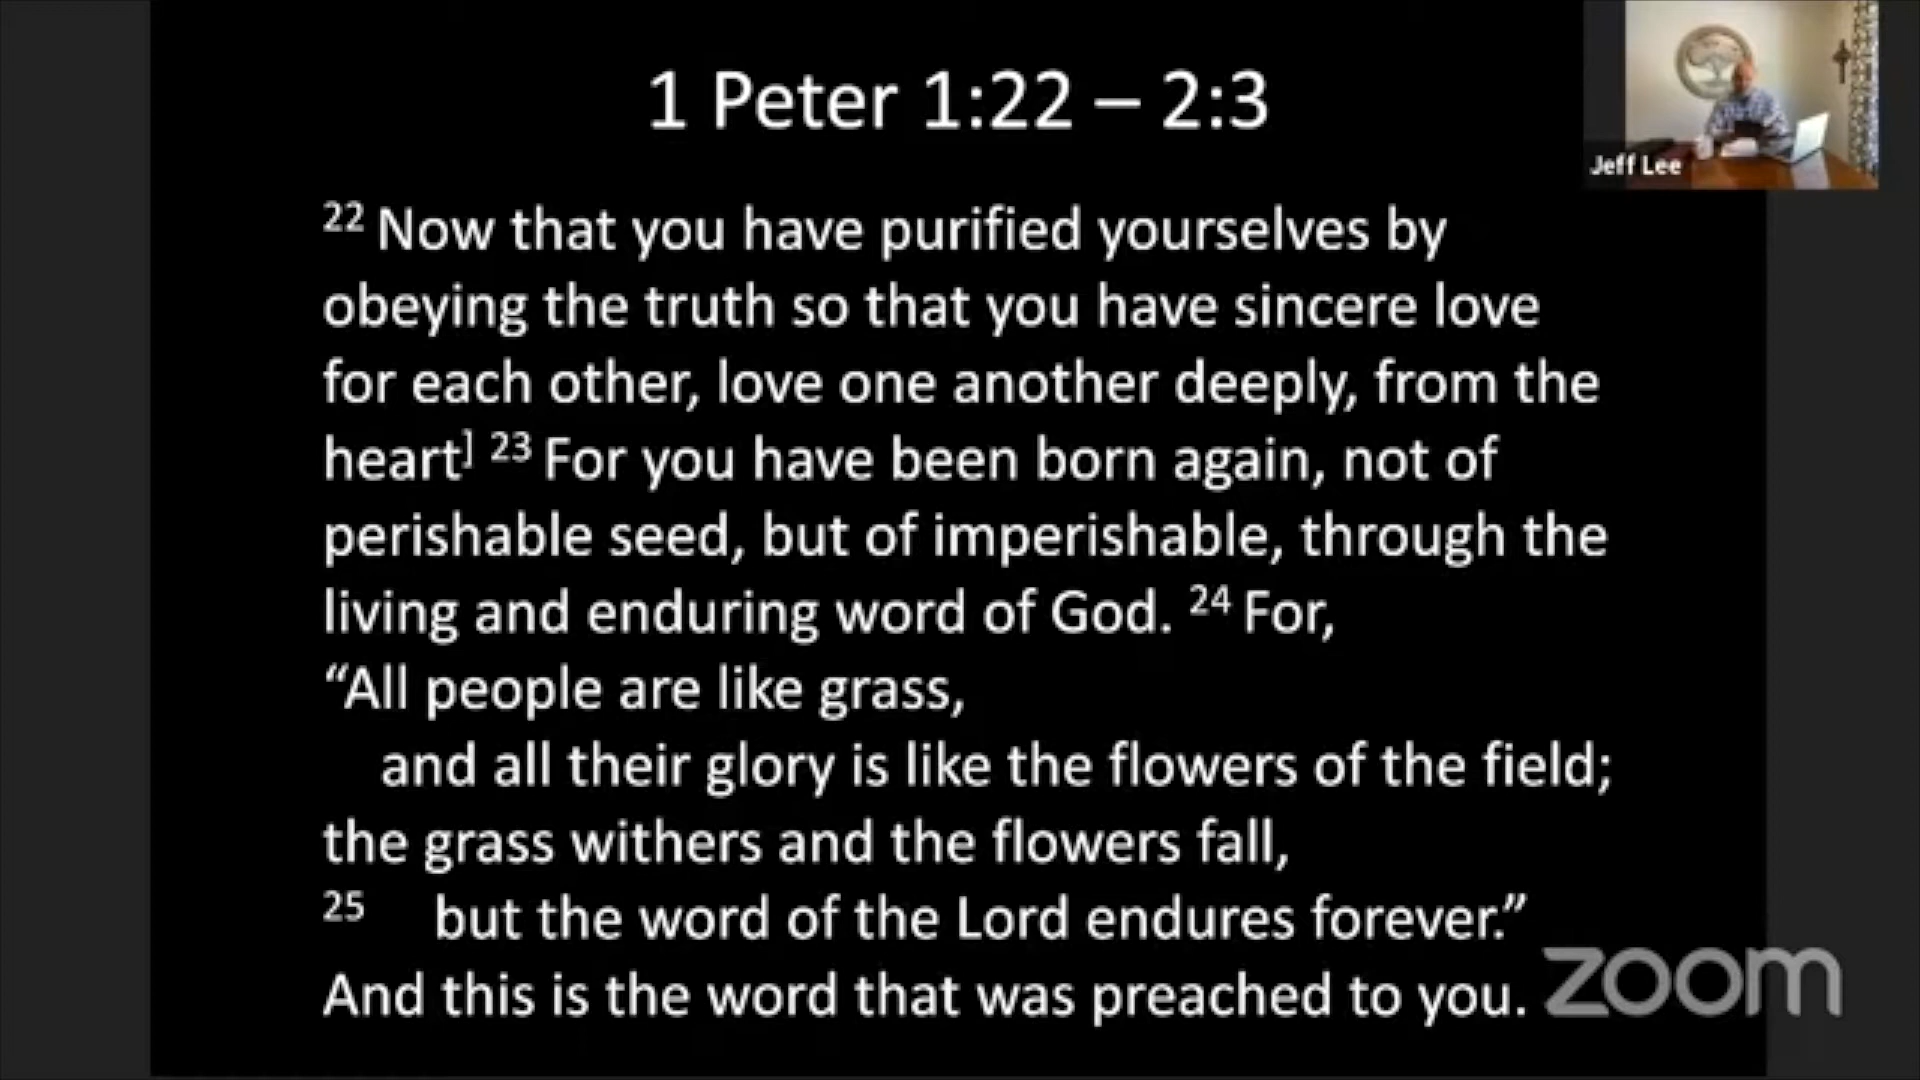 1 Peter 1:22 – 2:3
Jeff Lee
22 Now that you have purified yourselves by
obeying the truth so that you have sincere love
for each other, love one another deeply, from the
heart] 23 For you have been born again, not of
perishable seed, but of imperishable, through the
living and enduring word of God. 24 For,
“All people are like grass,
and all their glory is like the flowers of the field;
the grass withers and the flowers fall,
25 but the word of the Lord endures forever.”
And this is the word that was preached to you.
zoom